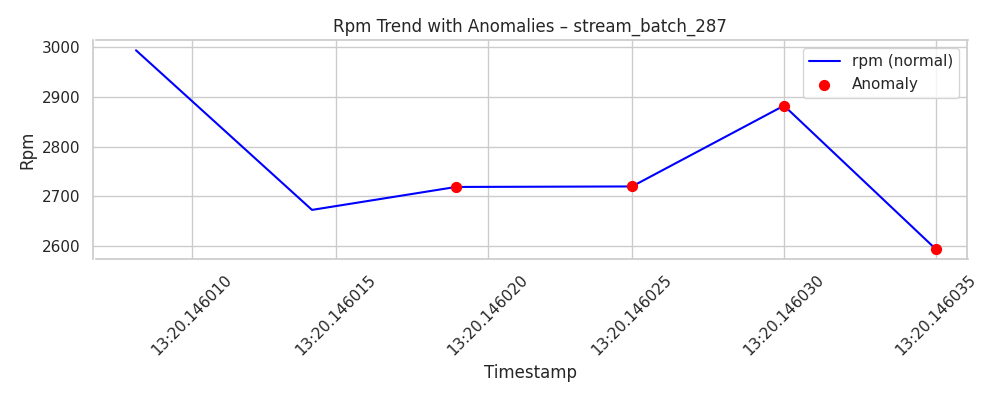 Rpm Trend with Anomalies – stream_batch_287
3000
2900
2800
2700
2600
Rpm
rpm (normal)
Anomaly
13:20.146010
13:20.146015
13:20.146020
13:20.146025
13:20.146030
13:20.146035
Timestamp